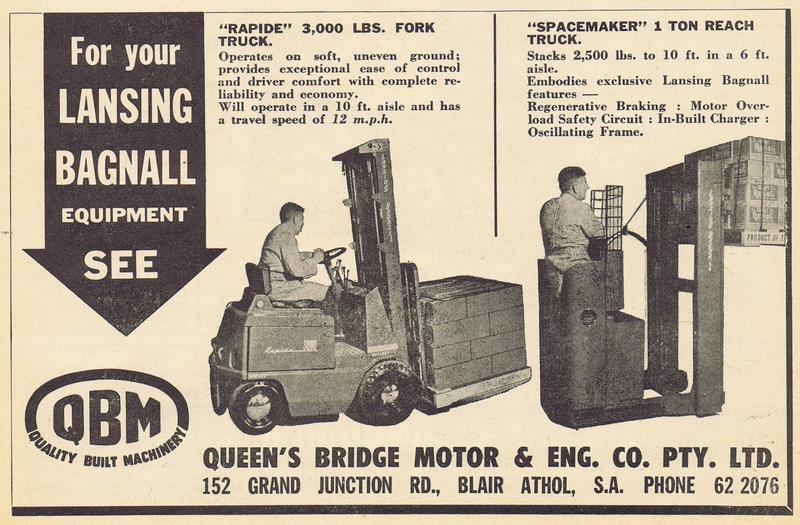 For your
LANSING
BAGNALL
EQUIPMENT
SEE
"RAPIDE" 3,000 LBS. FORK
TRUCK.
Operates on soft, uneven ground;
provides exceptional ease of control
and driver comfort with complete re-
liability and economy.
Will operate in a 10 ft. aisle and has
a travel speed of 12 m.p.h.
"SPACEMAKER" 1 TON REACH
TRUCK.
Stacks 2,500 lbs. to 10 ft. in a 6 ft.
aisle.
Embodies exclusive Lansing Bagnall
features —
Regenerative Braking : Motor Over-
load Safety Circuit : In-Built Charger :
Oscillating Frame.
LANSING BAGNALL
Rapide
PRODUCT OF
QBM
QUALITY BUILT MACHINERY
QUEEN'S BRIDGE MOTOR & ENG. CO. PTY. LTD.
152 GRAND JUNCTION RD., BLAIR ATHOL, S.A. PHONE 62 2076